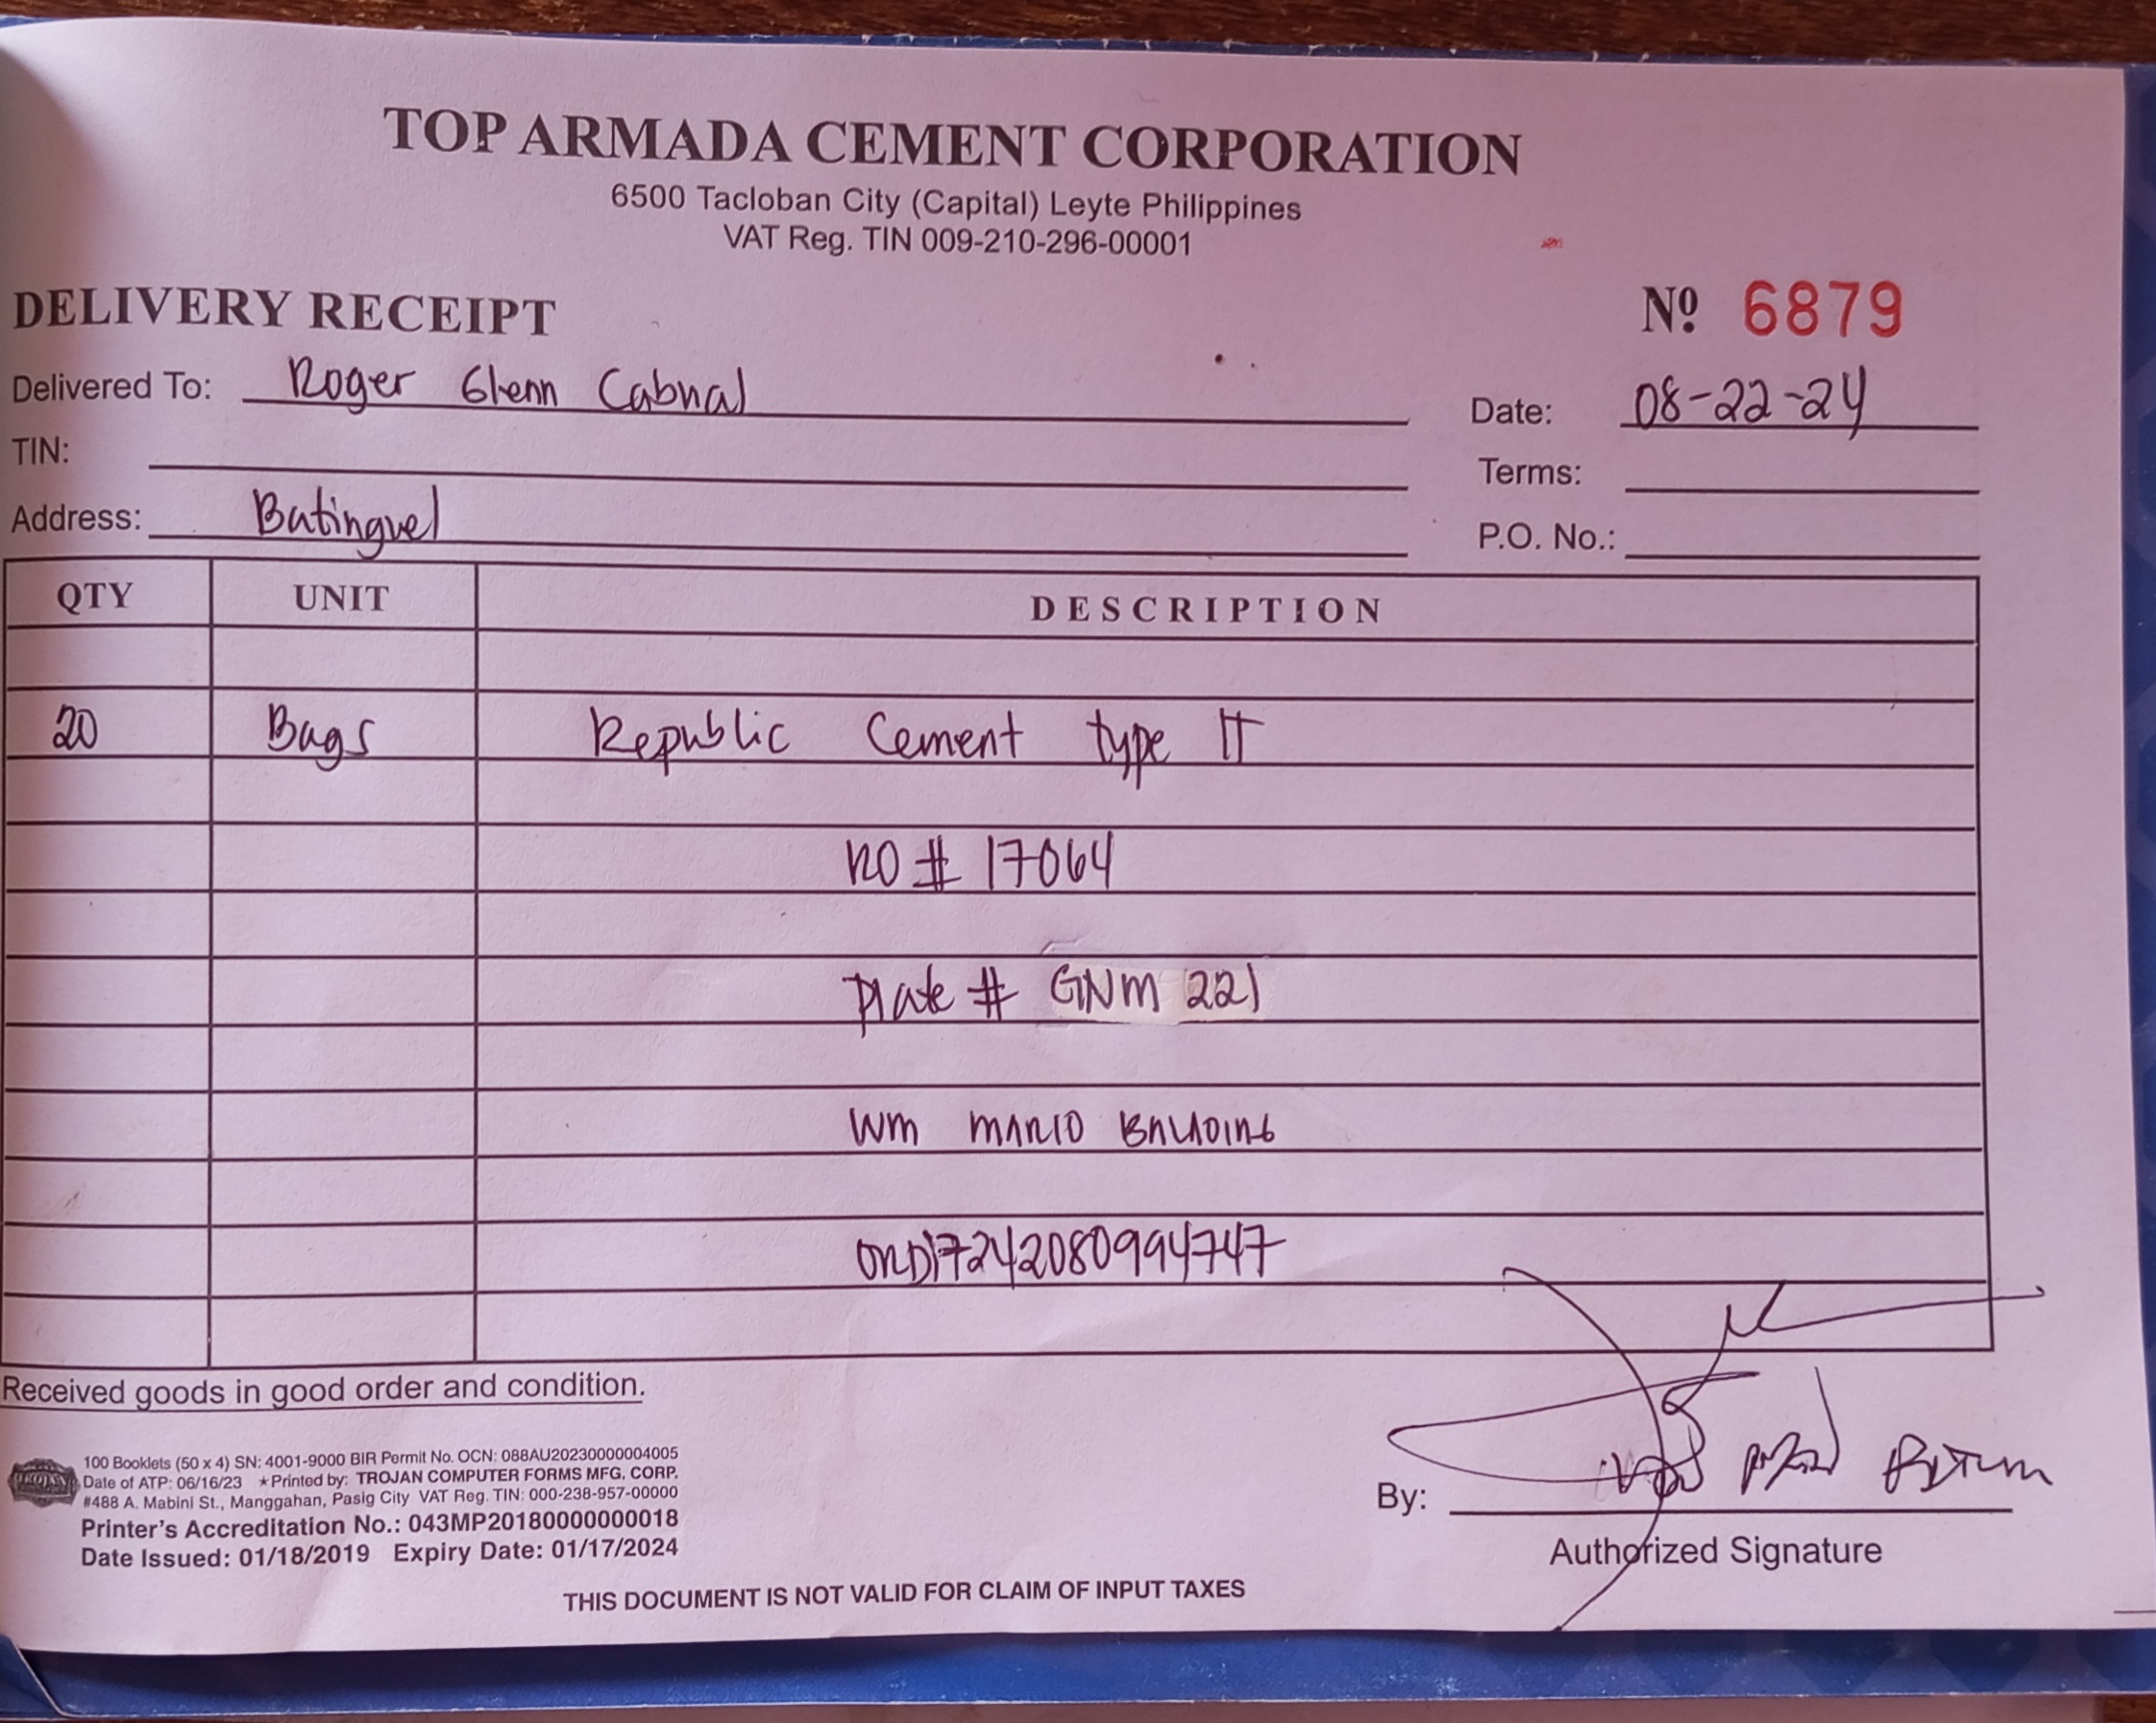 TOP ARMADA CEMENT CORPORATION
6500 Tacloban City (Capital) Leyte Philippines
VAT Reg. TIN 009-210-296-00001
DELIVERY RECEIPT
Nº 6879
Delivered To: Roger Glenn Cabnal
Date: 08-22-24
TIN:
Terms:
Address: Batinguel
P.O. No.:
QTY UNIT DESCRIPTION
20 Bags Republic Cement type IT
RO # 17064
Plate # GNM 221
WM MARIO BALADING
ORD17242080994747
Received goods in good order and condition.
100 Booklets (50 x 4) SN: 4001-9000 BIR Permit No. OCN: 088AU20230000004005
Date of ATP: 06/16/23 ★Printed by: TROJAN COMPUTER FORMS MFG. CORP.
#488 A. Mabini St., Manggahan, Pasig City VAT Reg. TIN: 000-238-957-00000
Printer's Accreditation No.: 043MP20180000000018
Date Issued: 01/18/2019 Expiry Date: 01/17/2024
By:
Authorized Signature
THIS DOCUMENT IS NOT VALID FOR CLAIM OF INPUT TAXES